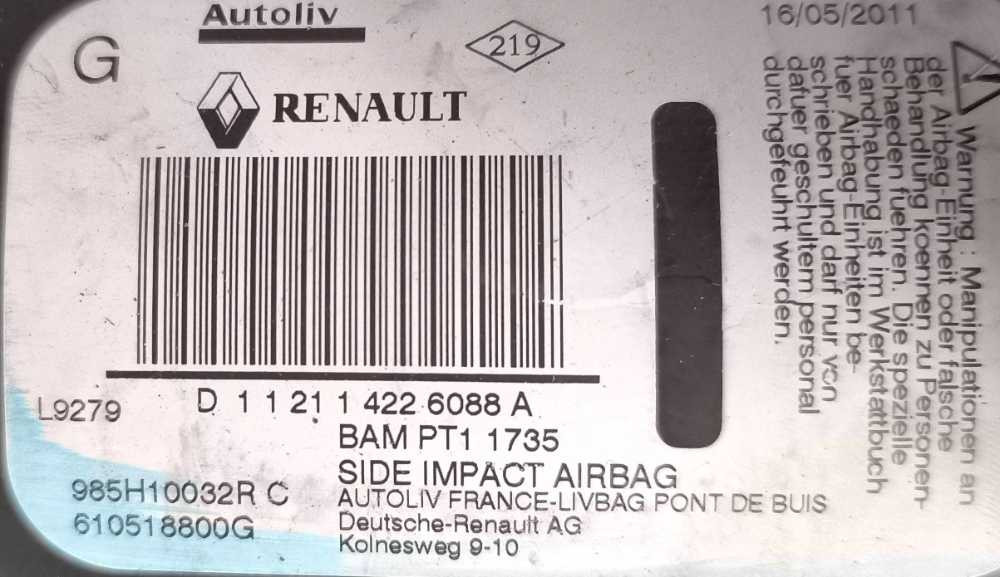 Autoliv
16/05/2011
G
219
RENAULT
L9279
D 1 1 21 1 422 6088 A
BAM PT1 1735
SIDE IMPACT AIRBAG
985H10032R C
AUTOLIV FRANCE-LIVBAG PONT DE BUIS
610518800G
Deutsche-Renault AG
Kolnesweg 9-10
Warnung : Manipulationen an
der Airbag-Einheit oder falsche
Behandlung koennen zu Personen-
schaeden fuehren. Die spezielle
Handhabung ist im Werkstattbuch
fuer Airbag-Einheiten be-
schrieben und darf nur von
dafuer geschultem personal
durchgefeuhrt werden.